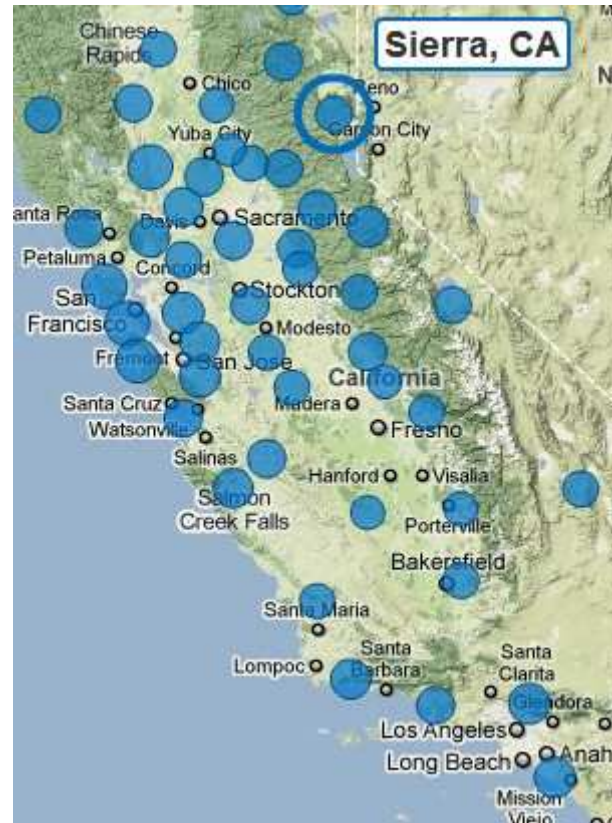 Chinese
Rapids
Sierra, CA
Chico
Reno
N
Yuba City
Carson City
anta Rosa
Davis
Sacramento
Petaluma
Concord
San
Francisco
Stockton
Modesto
Fremont
San Jose
California
Santa Cruz
Madera
Watsonville
Fresno
Salinas
Hanford
Visalia
Salmon
Creek Falls
Porterville
Bakersfield
Santa Maria
Lompoc
Santa
Barbara
Santa
Clarita
Glendora
Los Angeles
Long Beach
Anah
Mission
Viejo